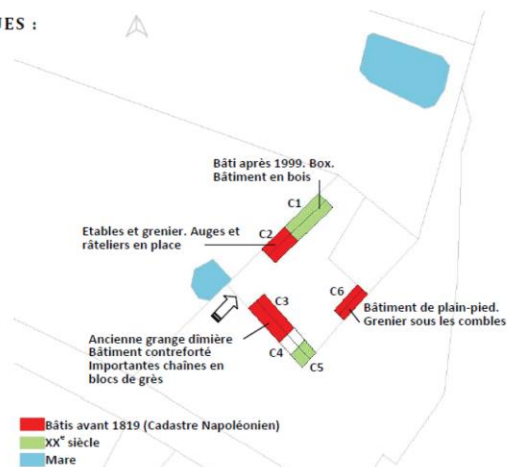 UES :
Bâti après 1999. Box.
Bâtiment en bois
C1
Etables et grenier. Auges et
râteliers en place
C2
C3
C6
Bâtiment de plain-pied.
Grenier sous les combles
Ancienne grange dîmière
Bâtiment contreforté
Importantes chaînes en
blocs de grès
C4
C5
Bâtis avant 1819 (Cadastre Napoléonien)
XXe siècle
Mare